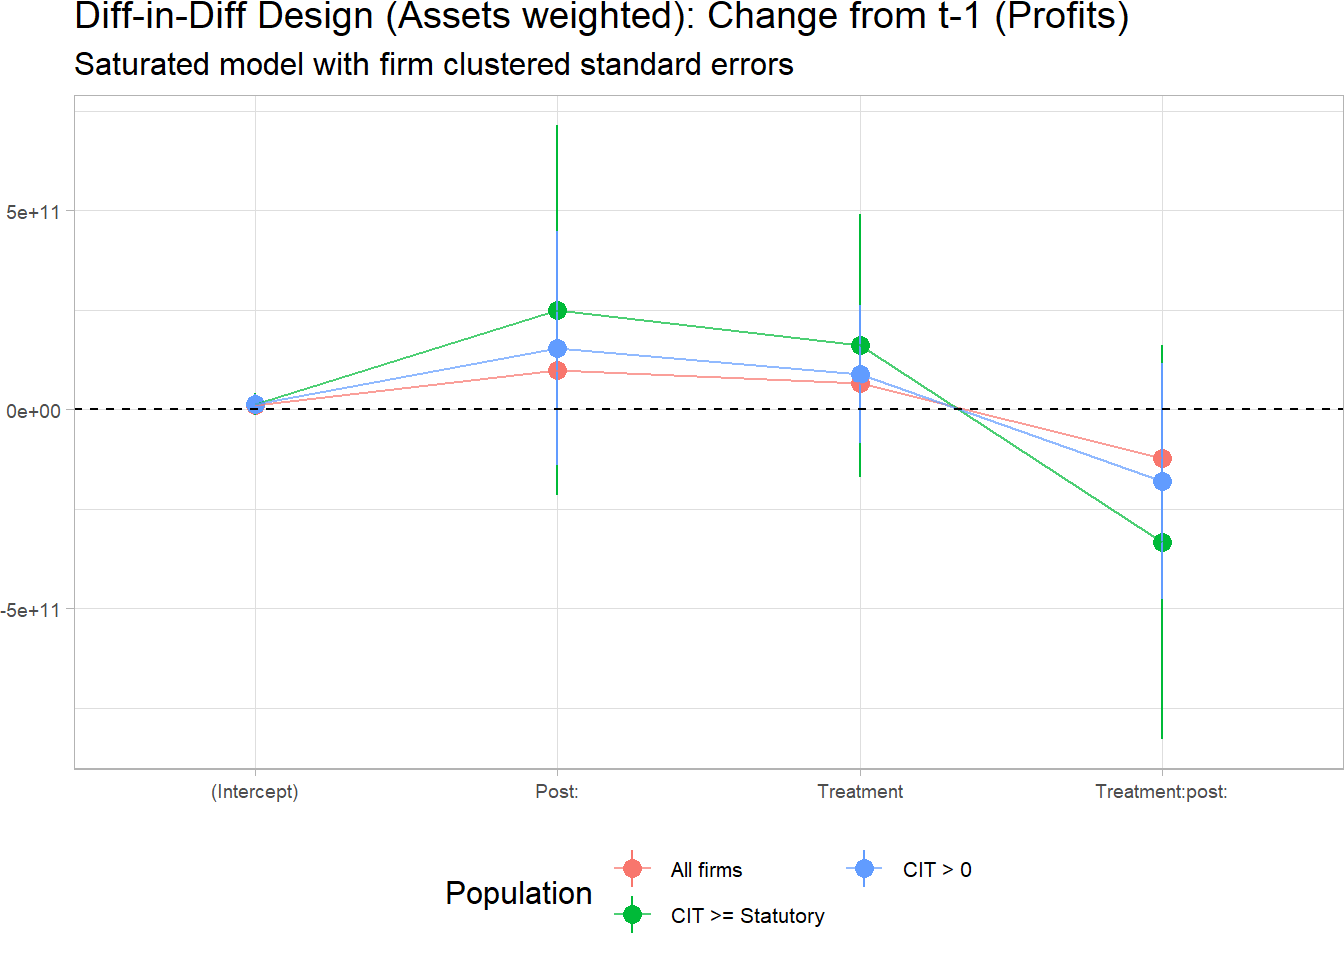 Diff-in-Diff Design (Assets weighted): Change from t-1 (Profits)
Saturated model with firm clustered standard errors
5e+11
0e+00
-5e+11
(Intercept) Post: Treatment Treatment:post:
Population
All firms
CIT > 0
CIT >= Statutory